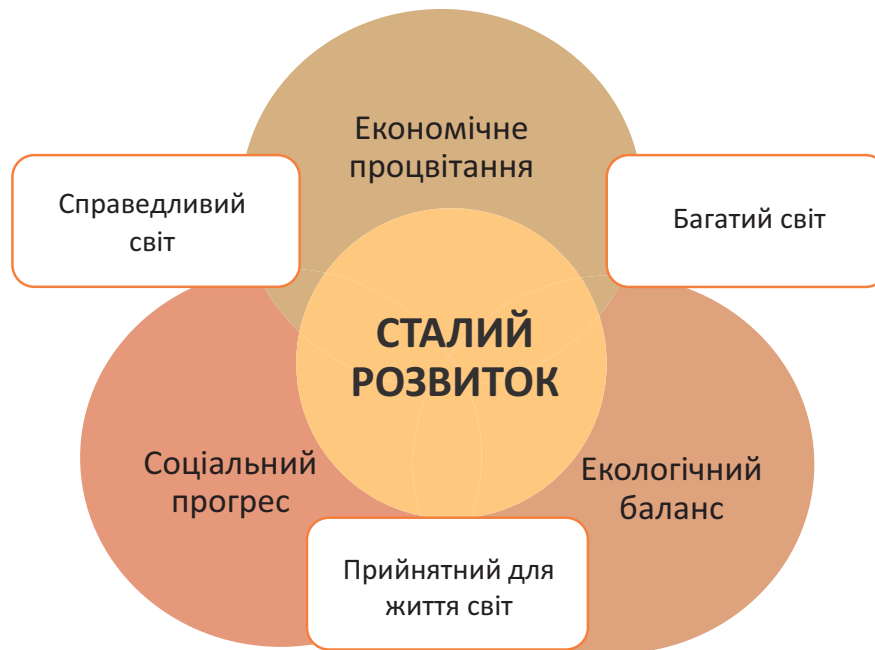 Економічне
процвітання
Справедливий
світ
Багатий світ
СТАЛИЙ
РОЗВИТОК
Соціальний
прогрес
Екологічний
баланс
Прийнятний для
життя світ